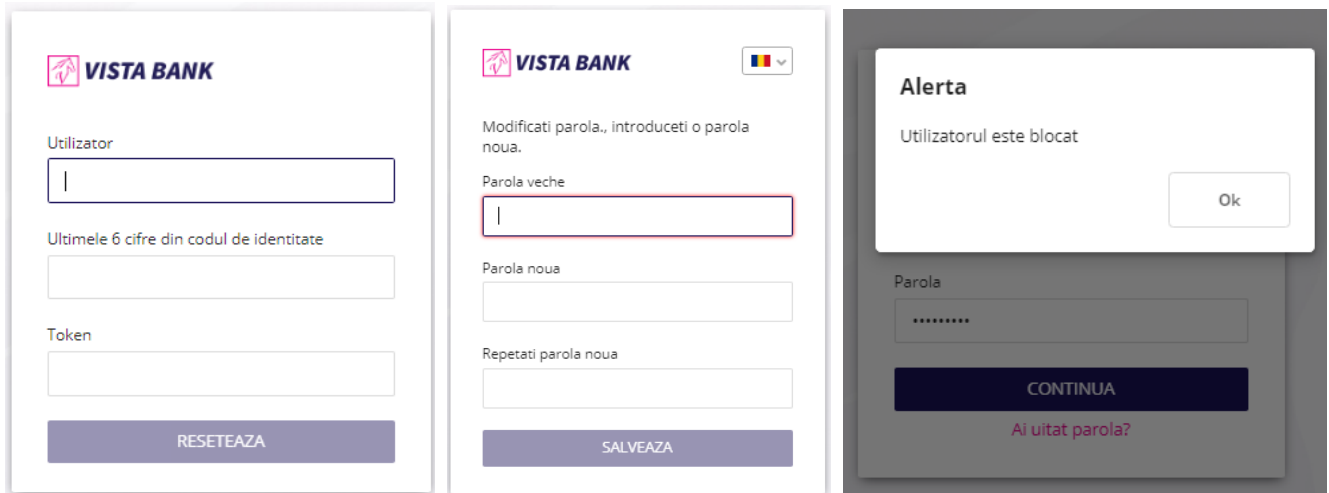 VISTA BANK
Utilizator
Ultimele 6 cifre din codul de identitate
Token
RESETEAZA
VISTA BANK
Modificati parola., introduceti o parola
noua.
Parola veche
Parola noua
Repetati parola noua
SALVEAZA
Alerta
Utilizatorul este blocat
Ok
Parola
CONTINUA
Ai uitat parola?